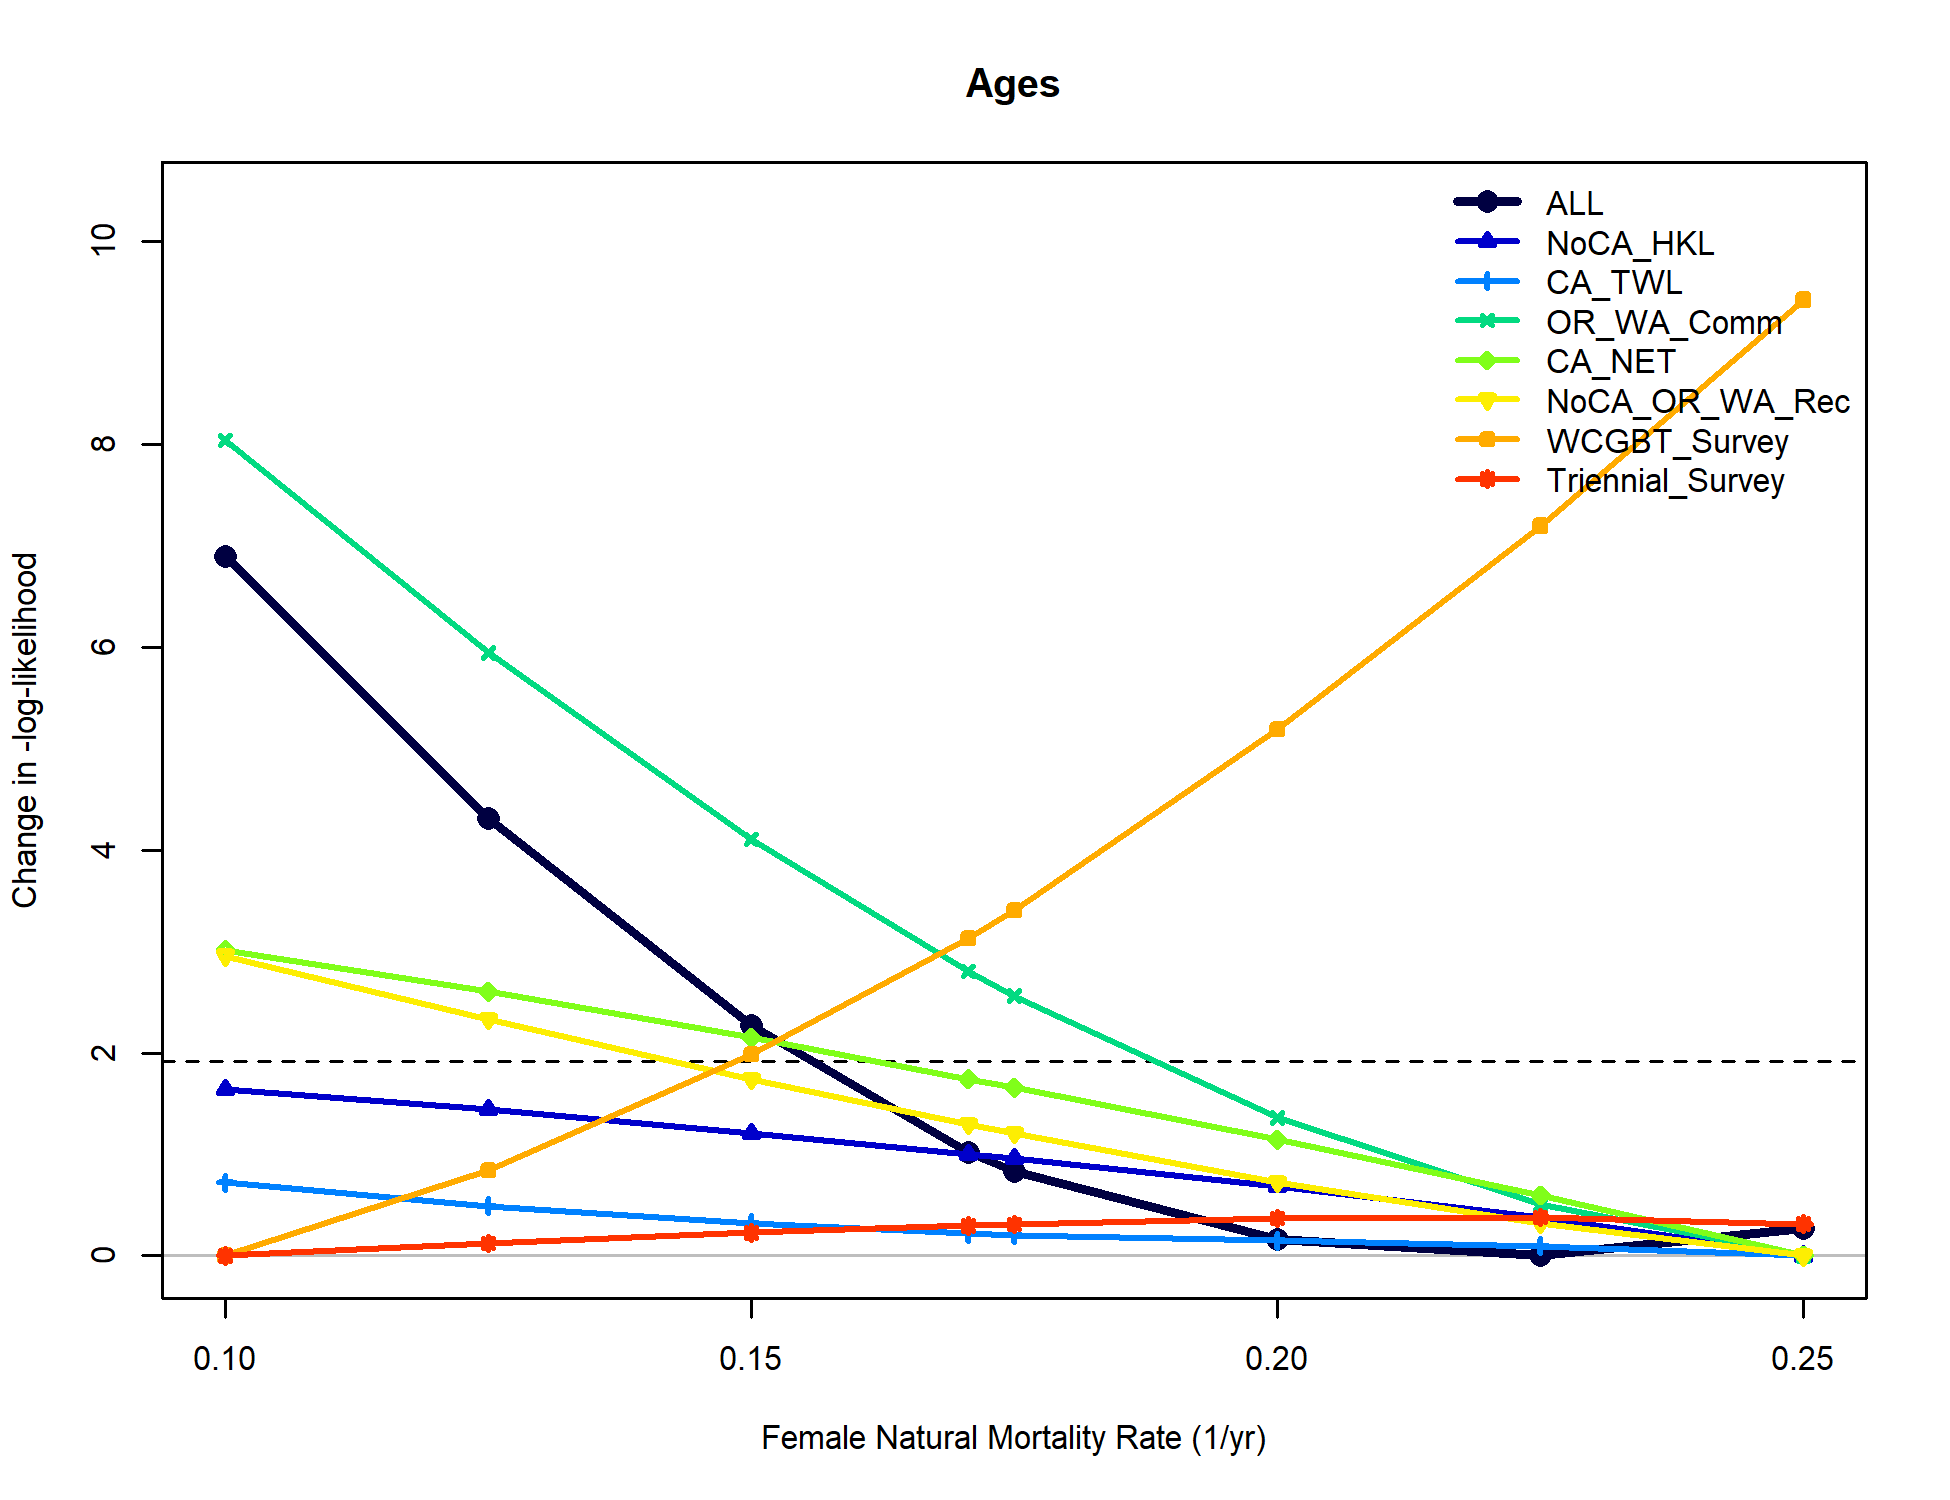 Ages
Change in -log-likelihood
10
8
6
4
2
0
ALL
NoCA_HKL
CA_TWL
OR_WA_Comm
CA_NET
NoCA_OR_WA_Rec
WCGBT_Survey
Triennial_Survey
0.10 0.15 0.20 0.25
Female Natural Mortality Rate (1/yr)